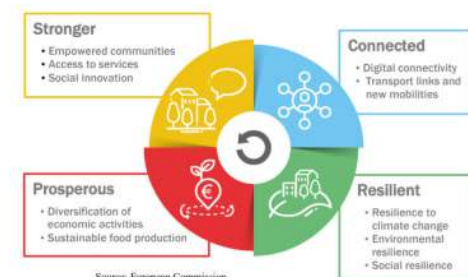 Stronger
• Empowered communities
• Access to services
• Social innovation
Connected
• Digital connectivity
• Transport links and
new mobilities
Prosperous
• Diversification of
economic activities
• Sustainable food production
€
Resilient
• Resilience to
climate change
• Environmental
resilience
• Social resilience
Source: European Commission